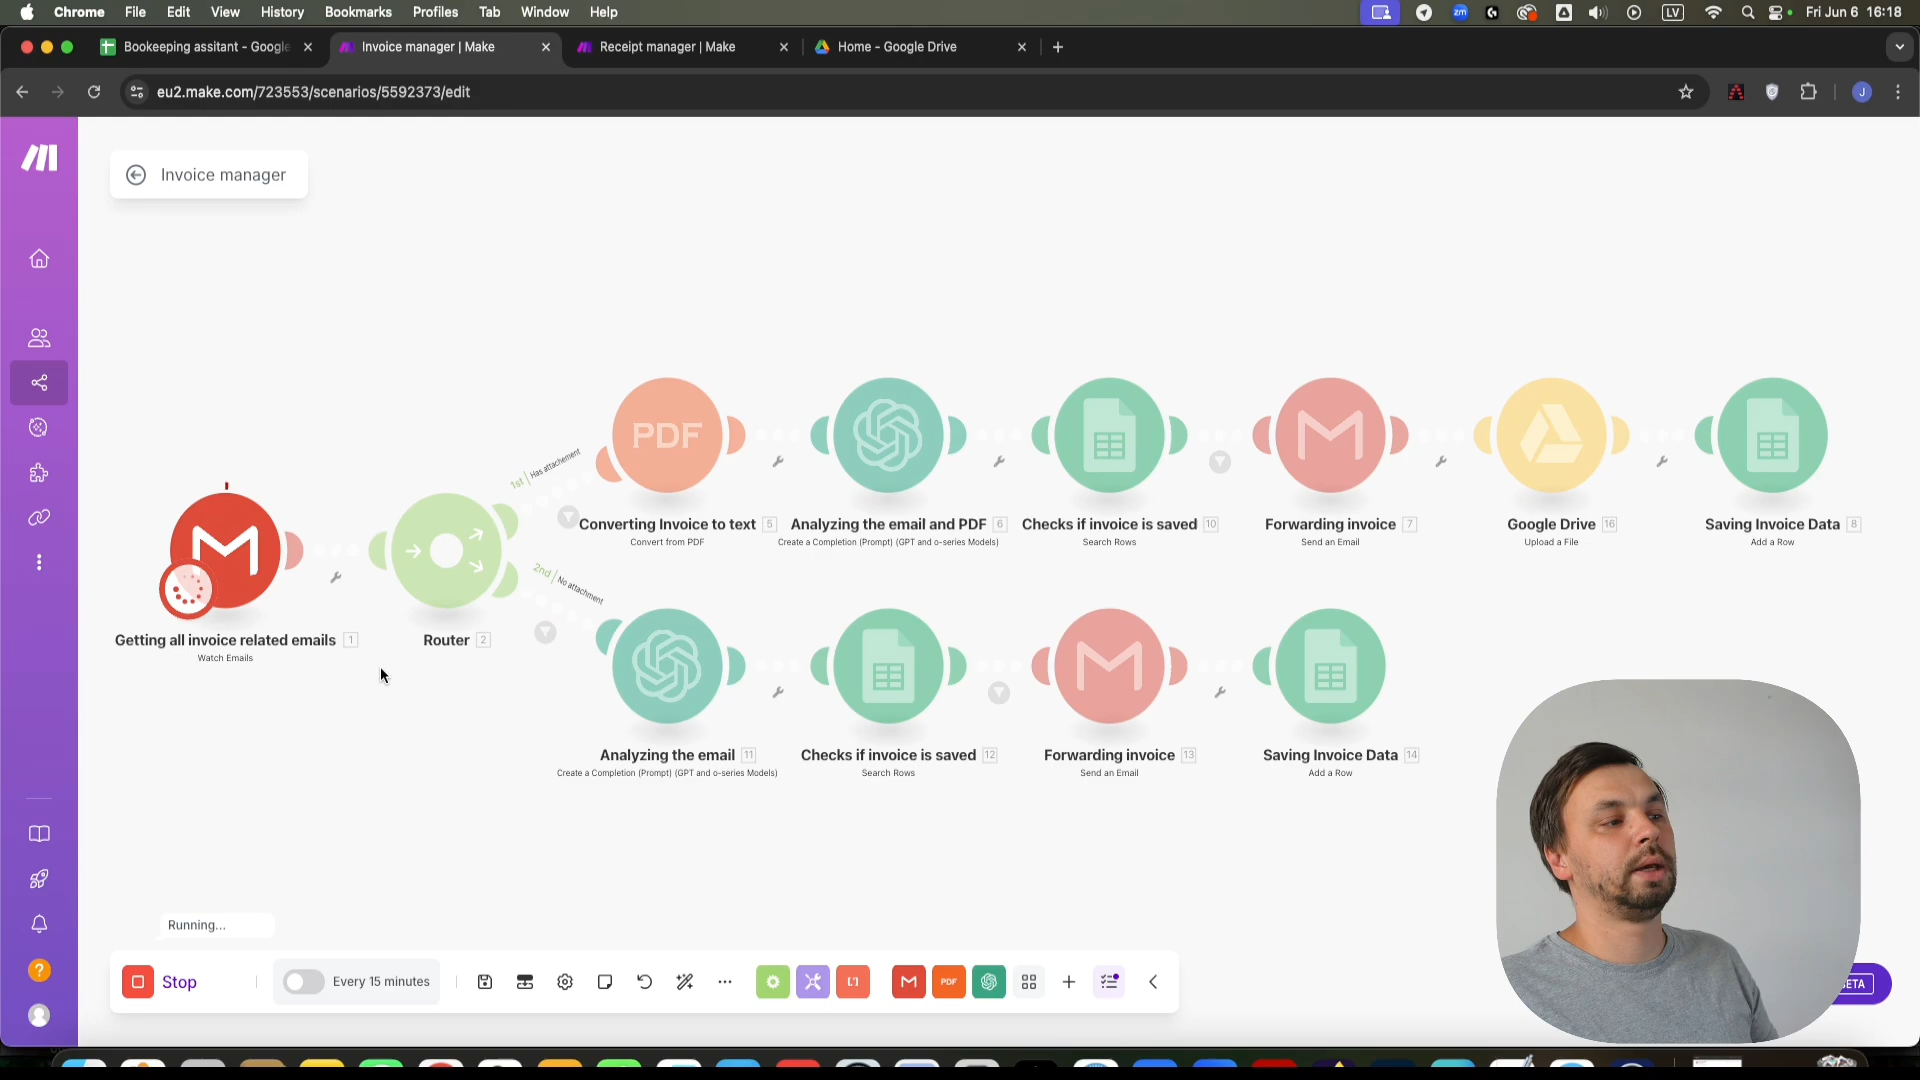 Chrome File Edit View History Bookmarks Profiles Tab Window Help zm LV Fri Jun 6 16:18
Bookeeping assitant - Google Invoice manager | Make Receipt manager | Make Home - Google Drive
eu2.make.com/723553/scenarios/5592373/edit J
Invoice manager
1st | Has attachement
PDF
Converting Invoice to text 5 Analyzing the email and PDF 6 Checks if invoice is saved 10 Forwarding invoice 7 Google Drive 16 Saving Invoice Data 8
Convert from PDF Create a Completion (Prompt) (GPT and o-series Models) Search Rows Send an Email Upload a File Add a Row
2nd | No attachment
Getting all invoice related emails 1 Router 2
Watch Emails
Analyzing the email 11 Checks if invoice is saved 12 Forwarding invoice 13 Saving Invoice Data 14
Create a Completion (Prompt) (GPT and o-series Models) Search Rows Send an Email Add a Row
Running...
Stop Every 15 minutes PDF
?